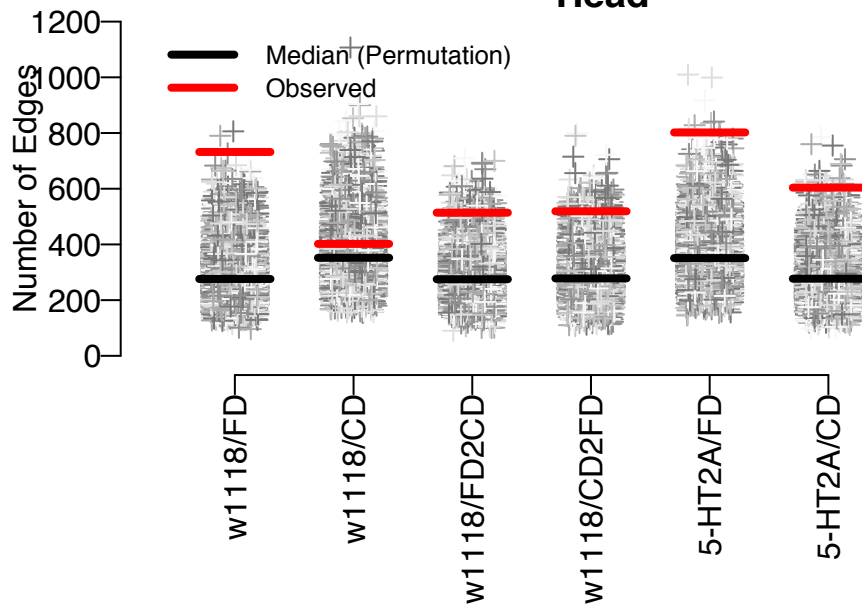 Head
Number of Edges
1200
1000
800
600
400
200
0
Median (Permutation)
Observed
w1118/FD
w1118/CD
w1118/FD2CD
w1118/CD2FD
5-HT2A/FD
5-HT2A/CD